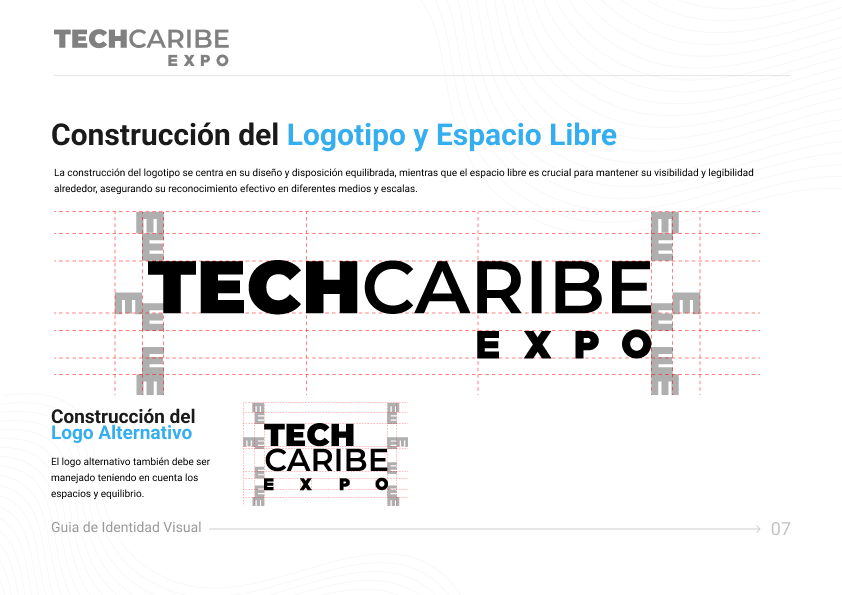 TECHCARIBE
EXPO
Construcción del Logotipo y Espacio Libre
La construcción del logotipo se centra en su diseño y disposición equilibrada, mientras que el espacio libre es crucial para mantener su visibilidad y legibilidad
alrededor, asegurando su reconocimiento efectivo en diferentes medios y escalas.
E E
E E
TECHCARIBE
E E
E E
EXPO
E E
E E
Construcción del
Logo Alternativo
El logo alternativo también debe ser
manejado teniendo en cuenta los
espacios y equilibrio.
E E
E E
TECH
E E
CARIBE
E E
EXPO
E E
Guia de Identidad Visual
07